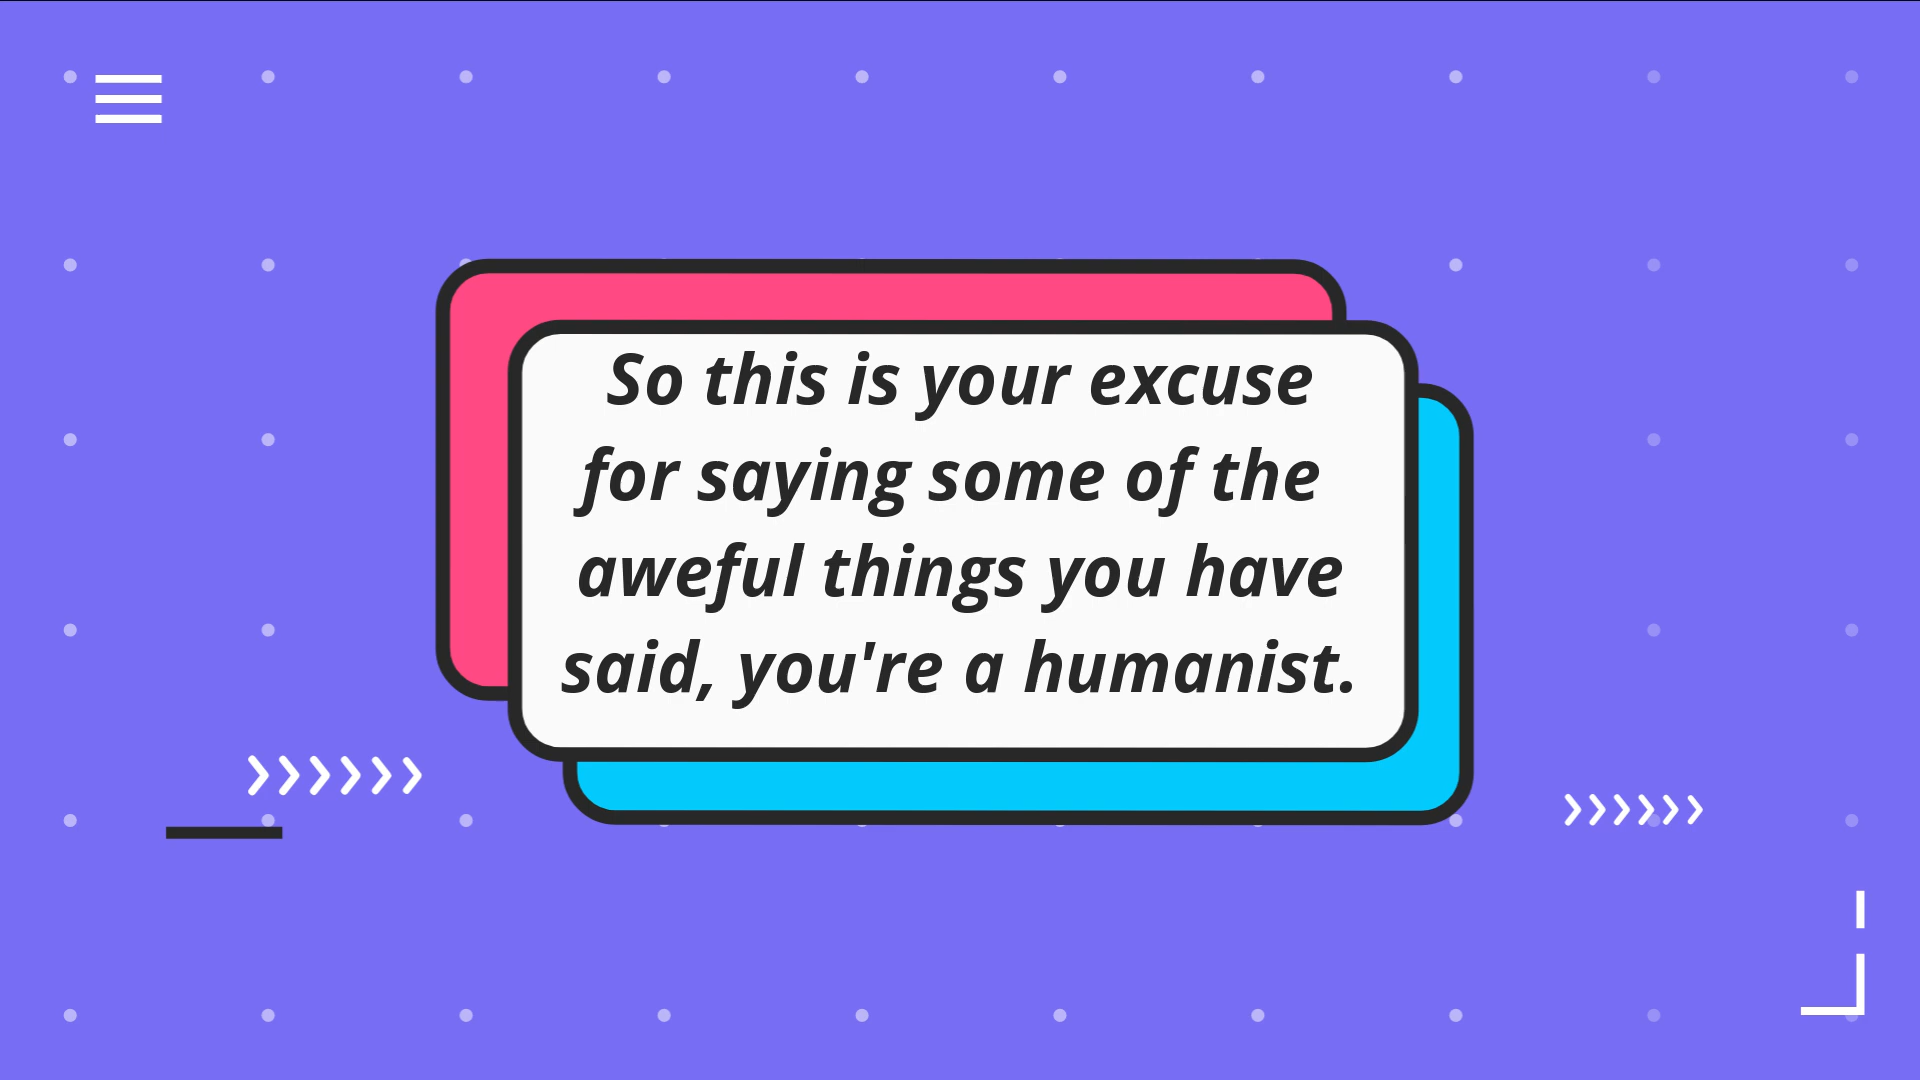 So this is your excuse
for saying some of the
aweful things you have
said, you're a humanist.